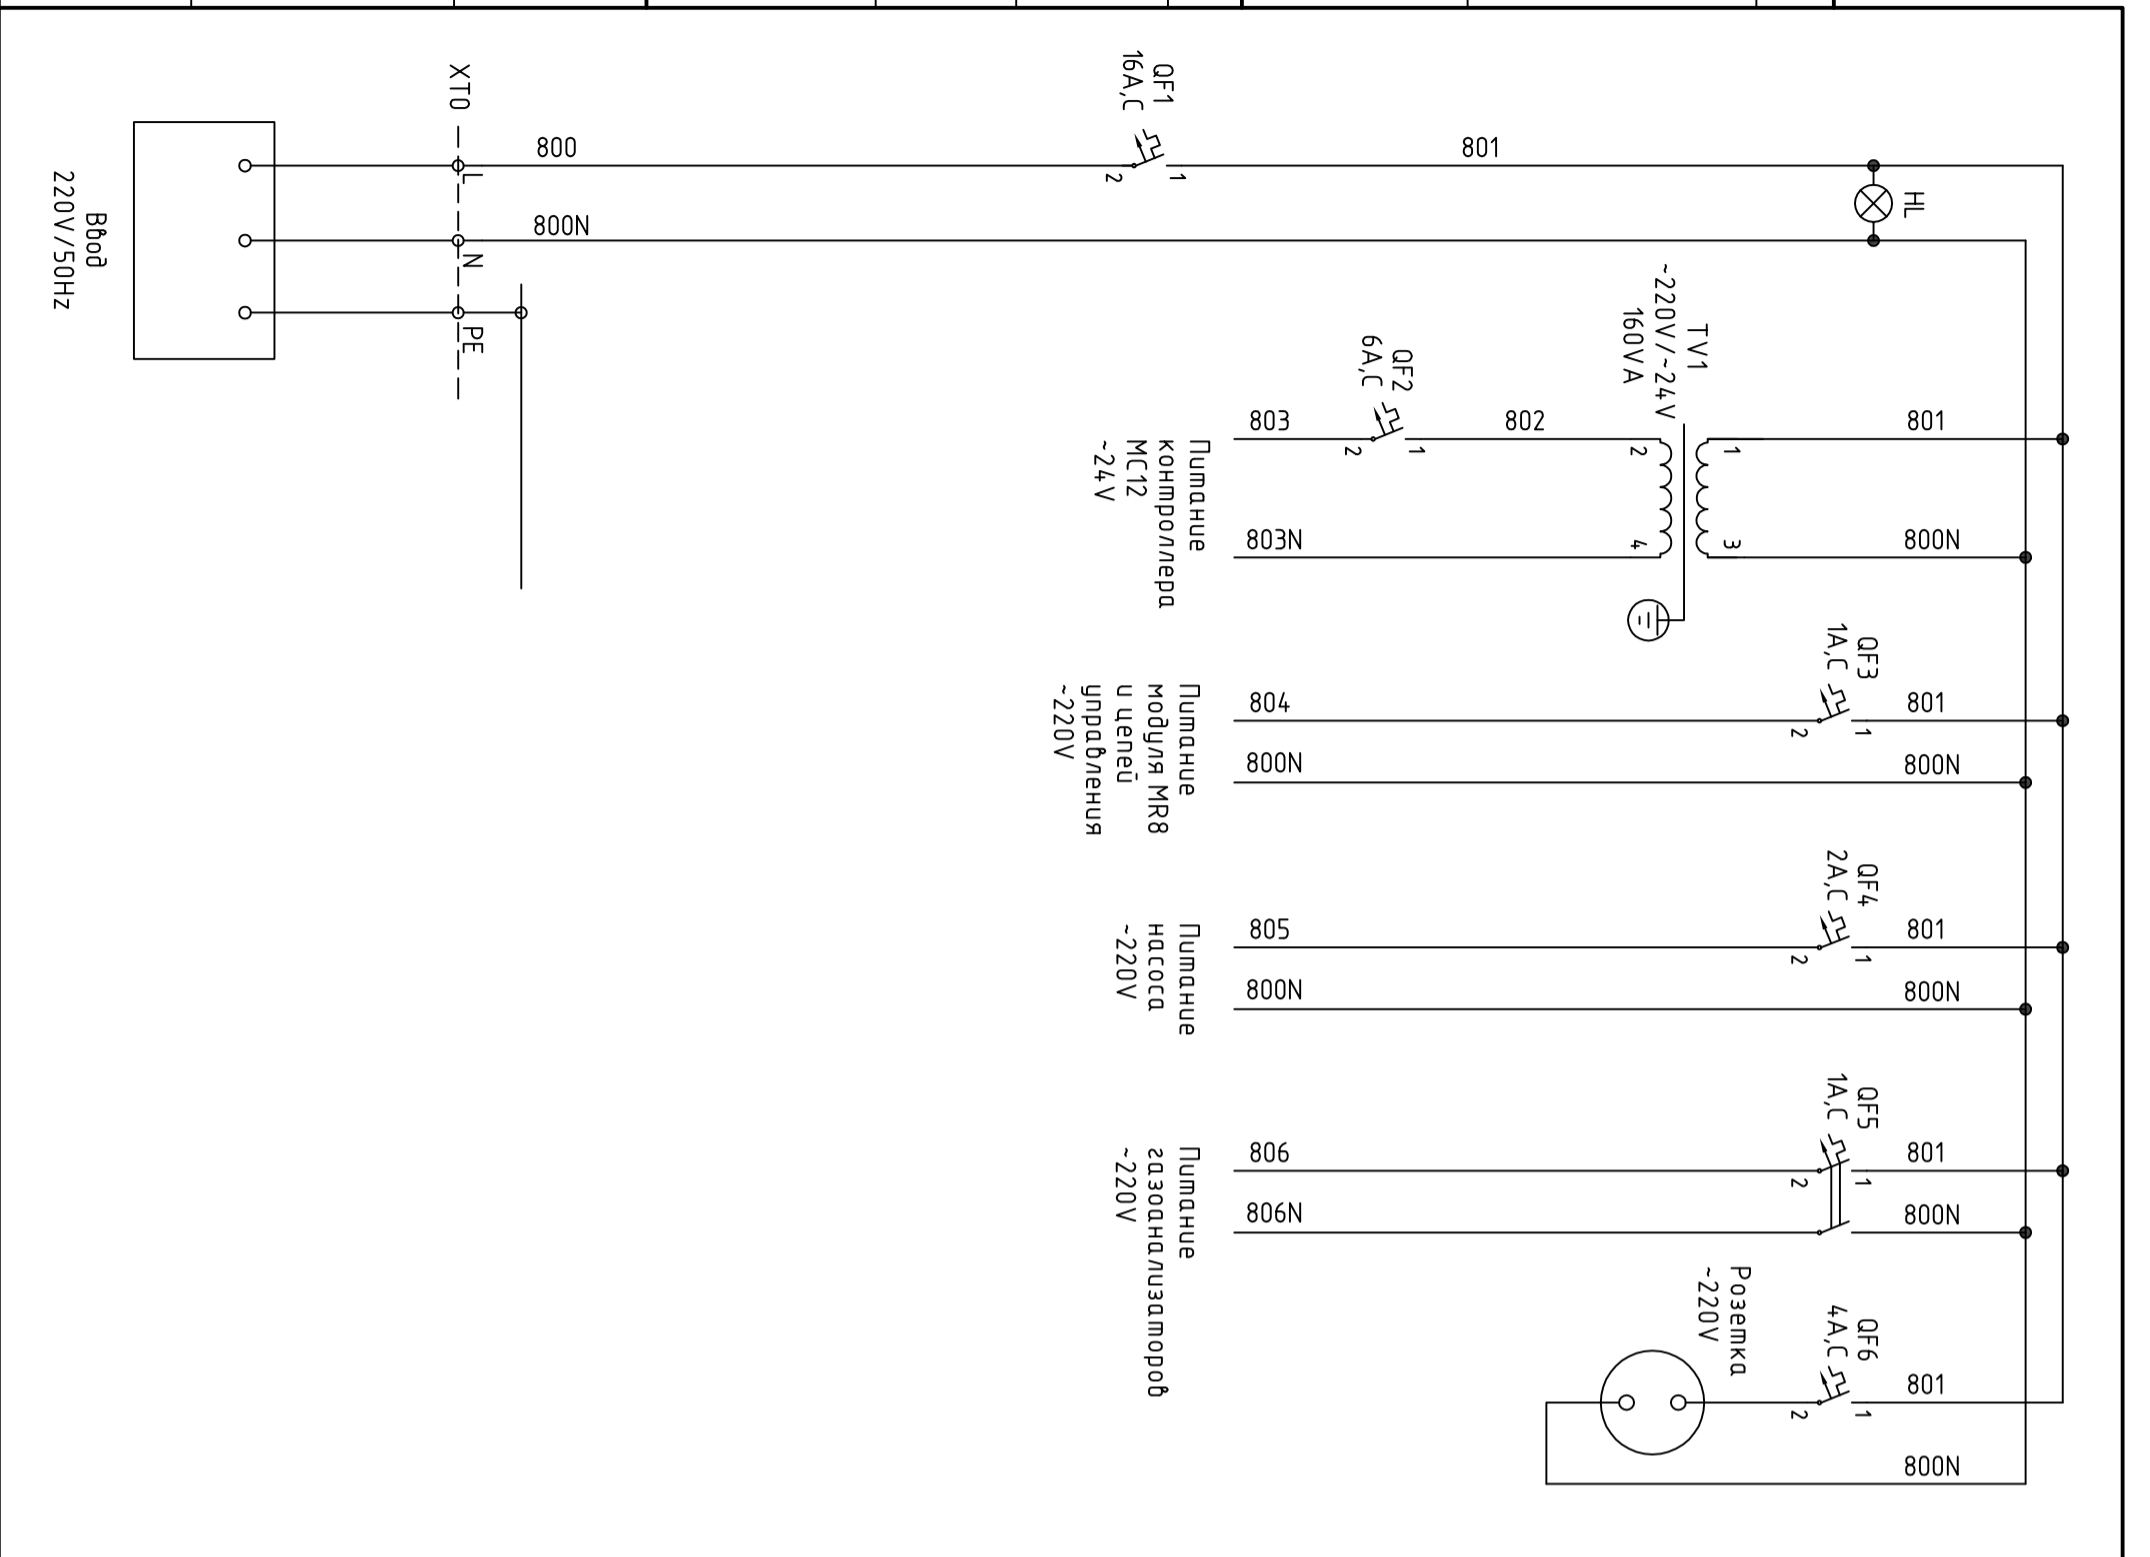 Ввод
220V/50Hz
XT0
L
N
PE
800
800N
QF1
16A,C
1
2
801
HL
TV1
~220V/~24V
160VA
801
800N
1
3
2
4
QF2
6A,C
802
1
2
803
803N
Питание
контроллера
MC12
~24V
QF3
1A,C
801
1
2
800N
804
800N
Питание
модуля MR8
и цепей
управления
~220V
QF4
2A,C
801
1
2
800N
805
800N
Питание
насоса
~220V
QF5
1A,C
801
1
2
800N
806
806N
Питание
газоанализаторов
~220V
QF6
4A,C
801
1
2
800N
Розетка
~220V